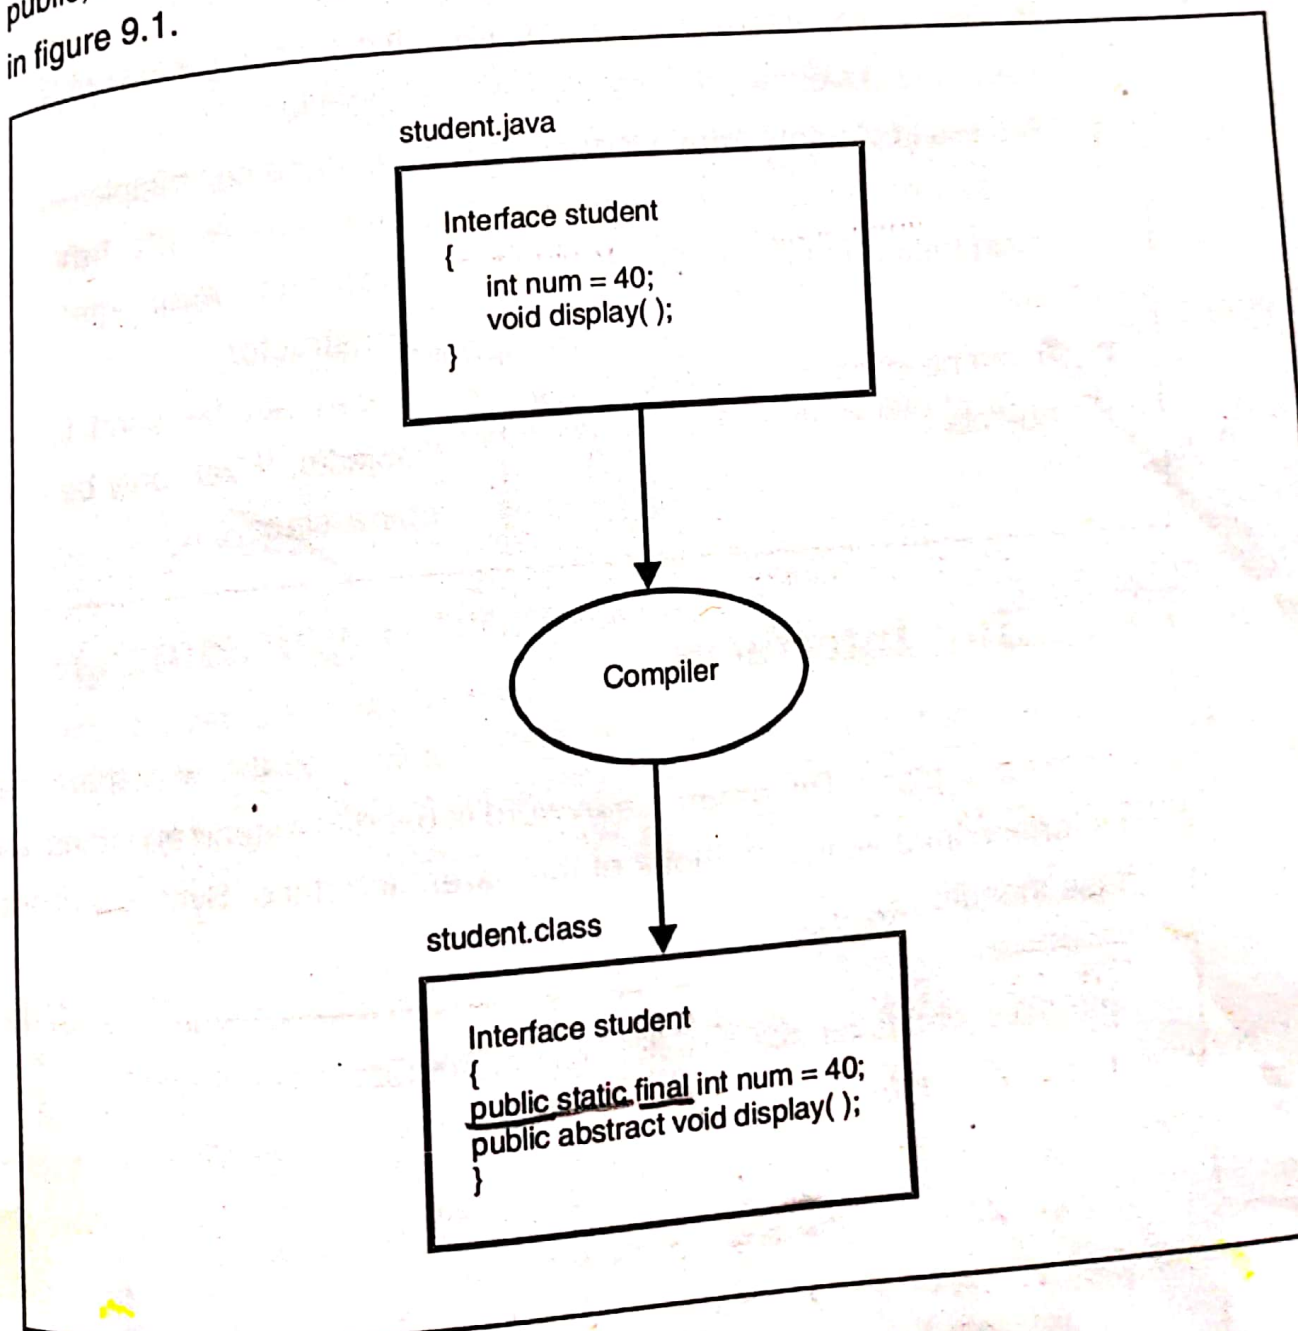 public,
in figure 9.1.
student.java
Interface student
{
int num = 40;
void display( );
}
Compiler
student.class
Interface student
{
public static final int num = 40;
public abstract void display( );
}